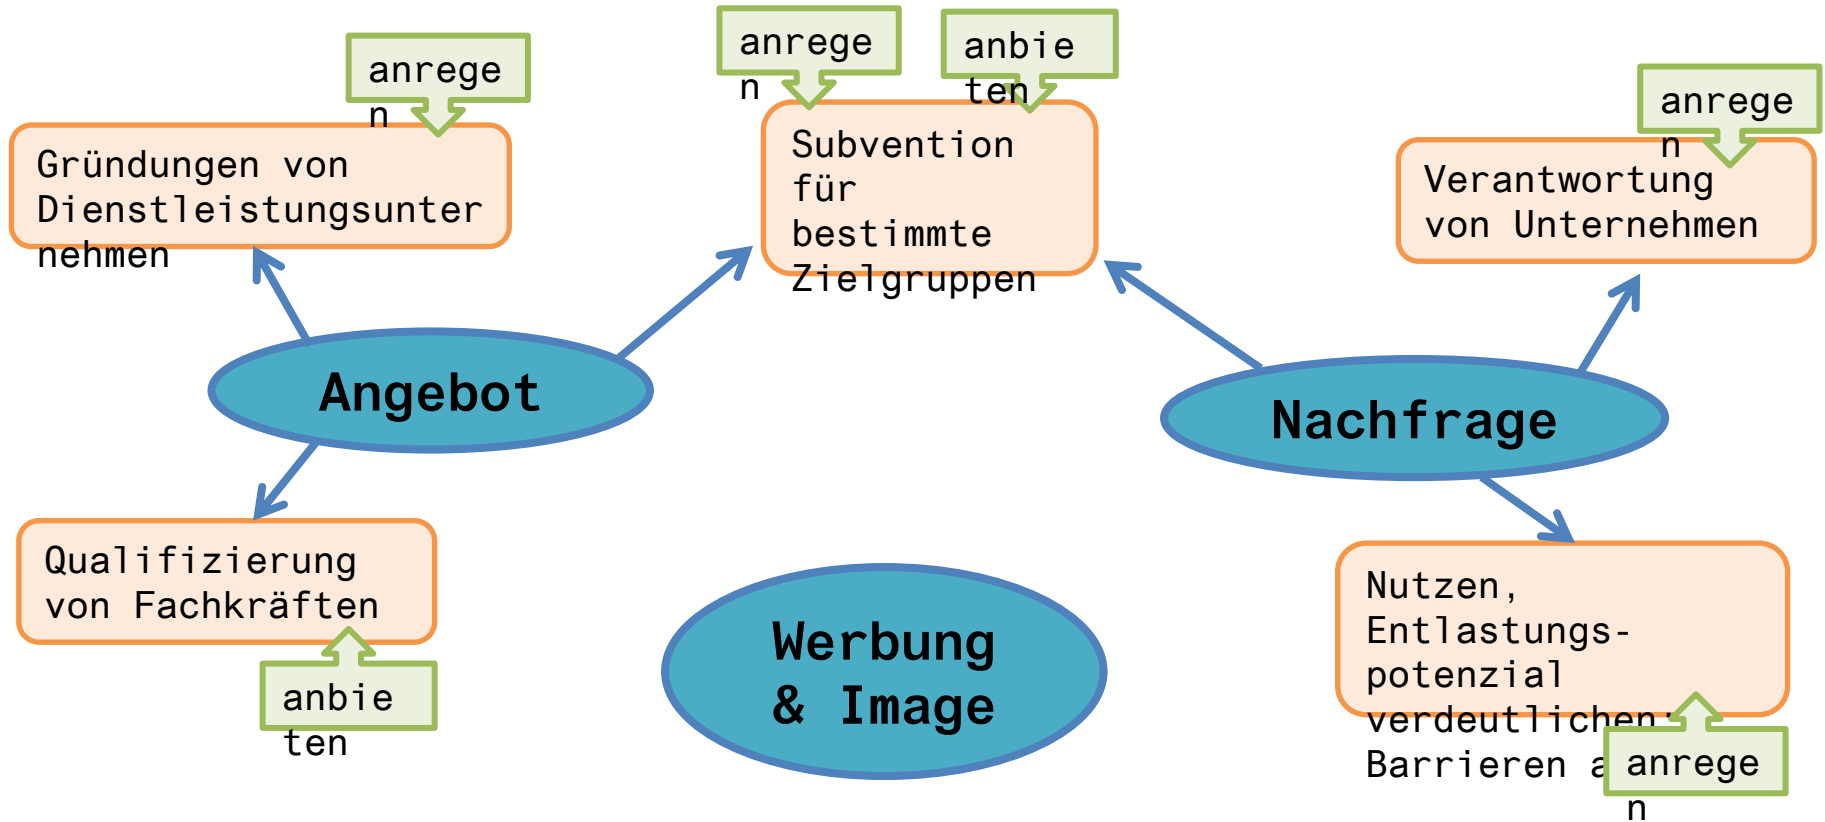 anrege
n
anrege
n
anbie
ten
anrege
n
Gründungen von
Dienstleistungsunter
nehmen
Subvention
für
bestimmte
Zielgruppen
Verantwortung
von Unternehmen
Angebot
Nachfrage
Qualifizierung
von Fachkräften
anbie
ten
Werbung
& Image
Nutzen,
Entlastungs-
potenzial
verdeutlichen;
Barrieren
anrege
n